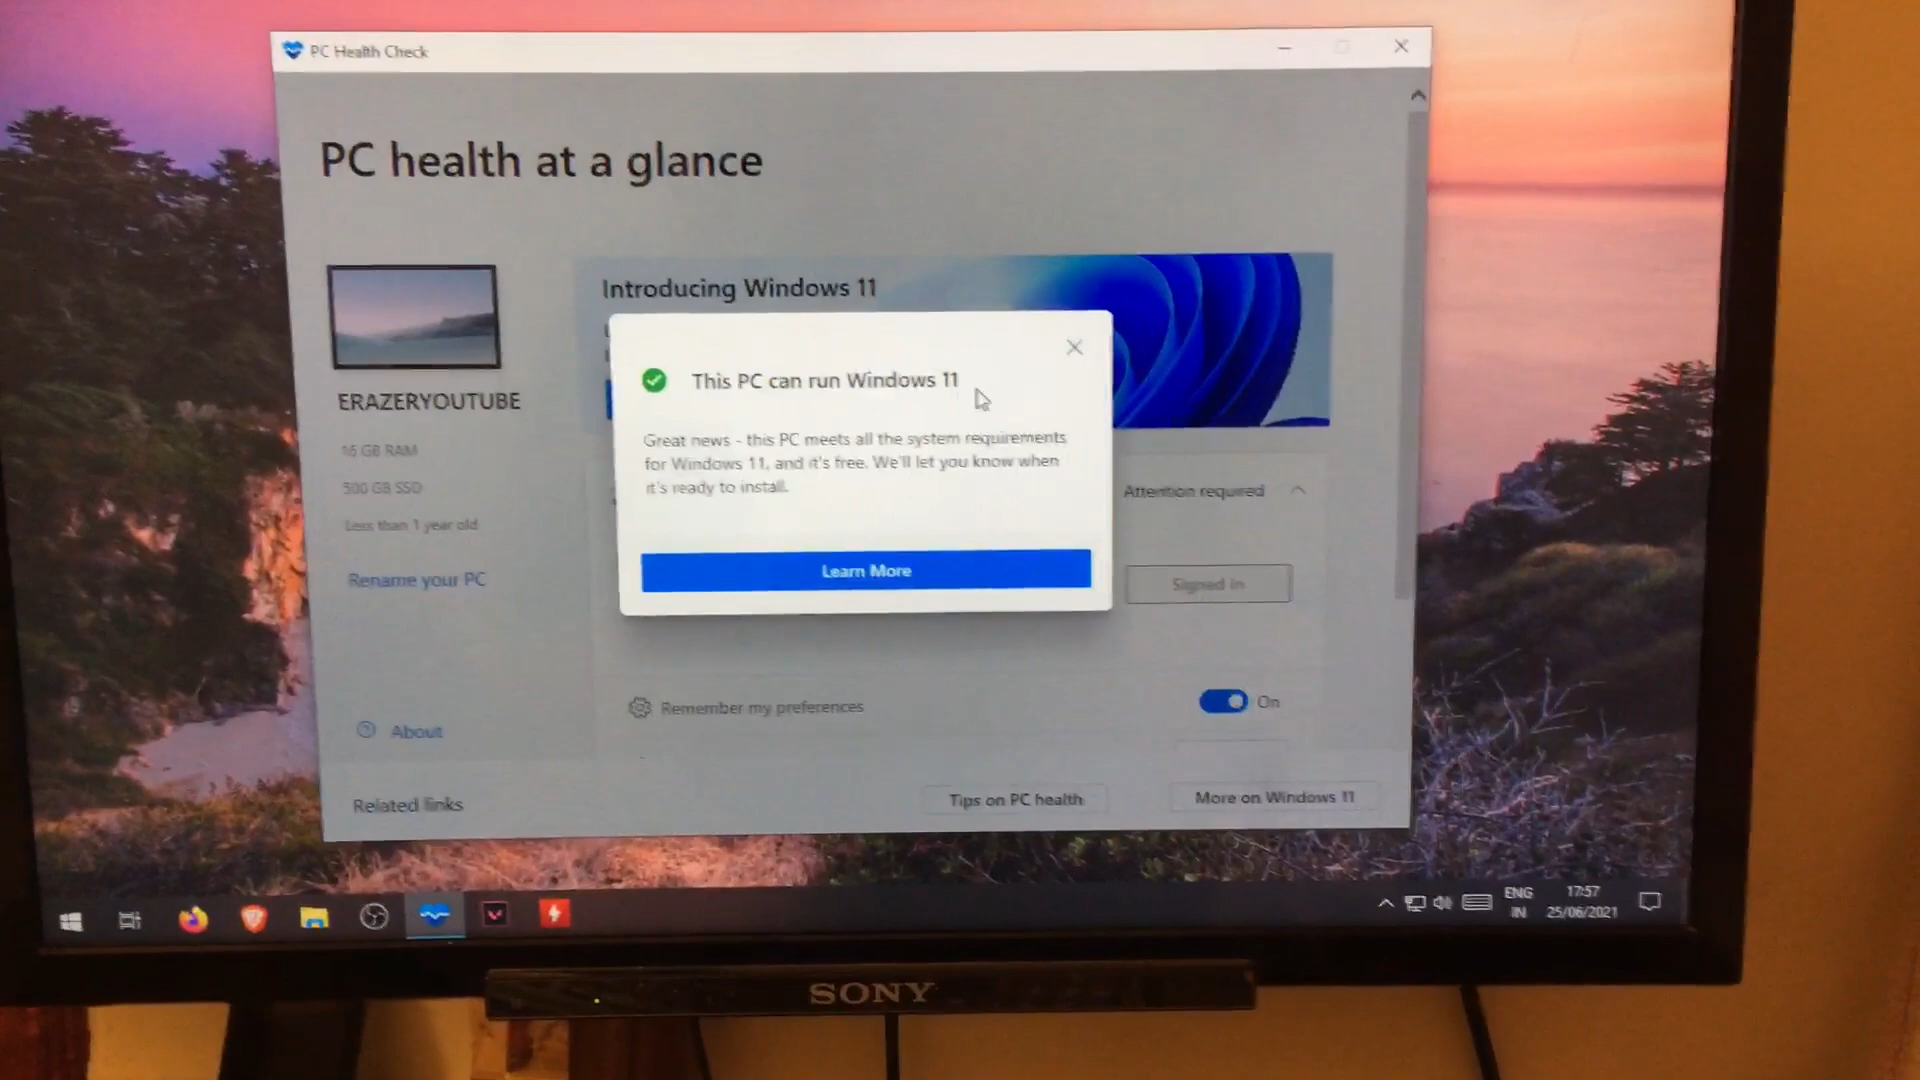 PC Health Check
PC health at a glance
Introducing Windows 11
This PC can run Windows 11
Great news - this PC meets all the system requirements
for Windows 11, and it's free. We'll let you know when
it's ready to install.
Learn More
ERAZERYOUTUBE
16 GB RAM
500 GB SSD
Less than 1 year old
Rename your PC
Attention required
Signed in
Remember my preferences
On
About
Related links
Tips on PC health
More on Windows 11
ENG
IN
17:57
25/06/2021
SONY